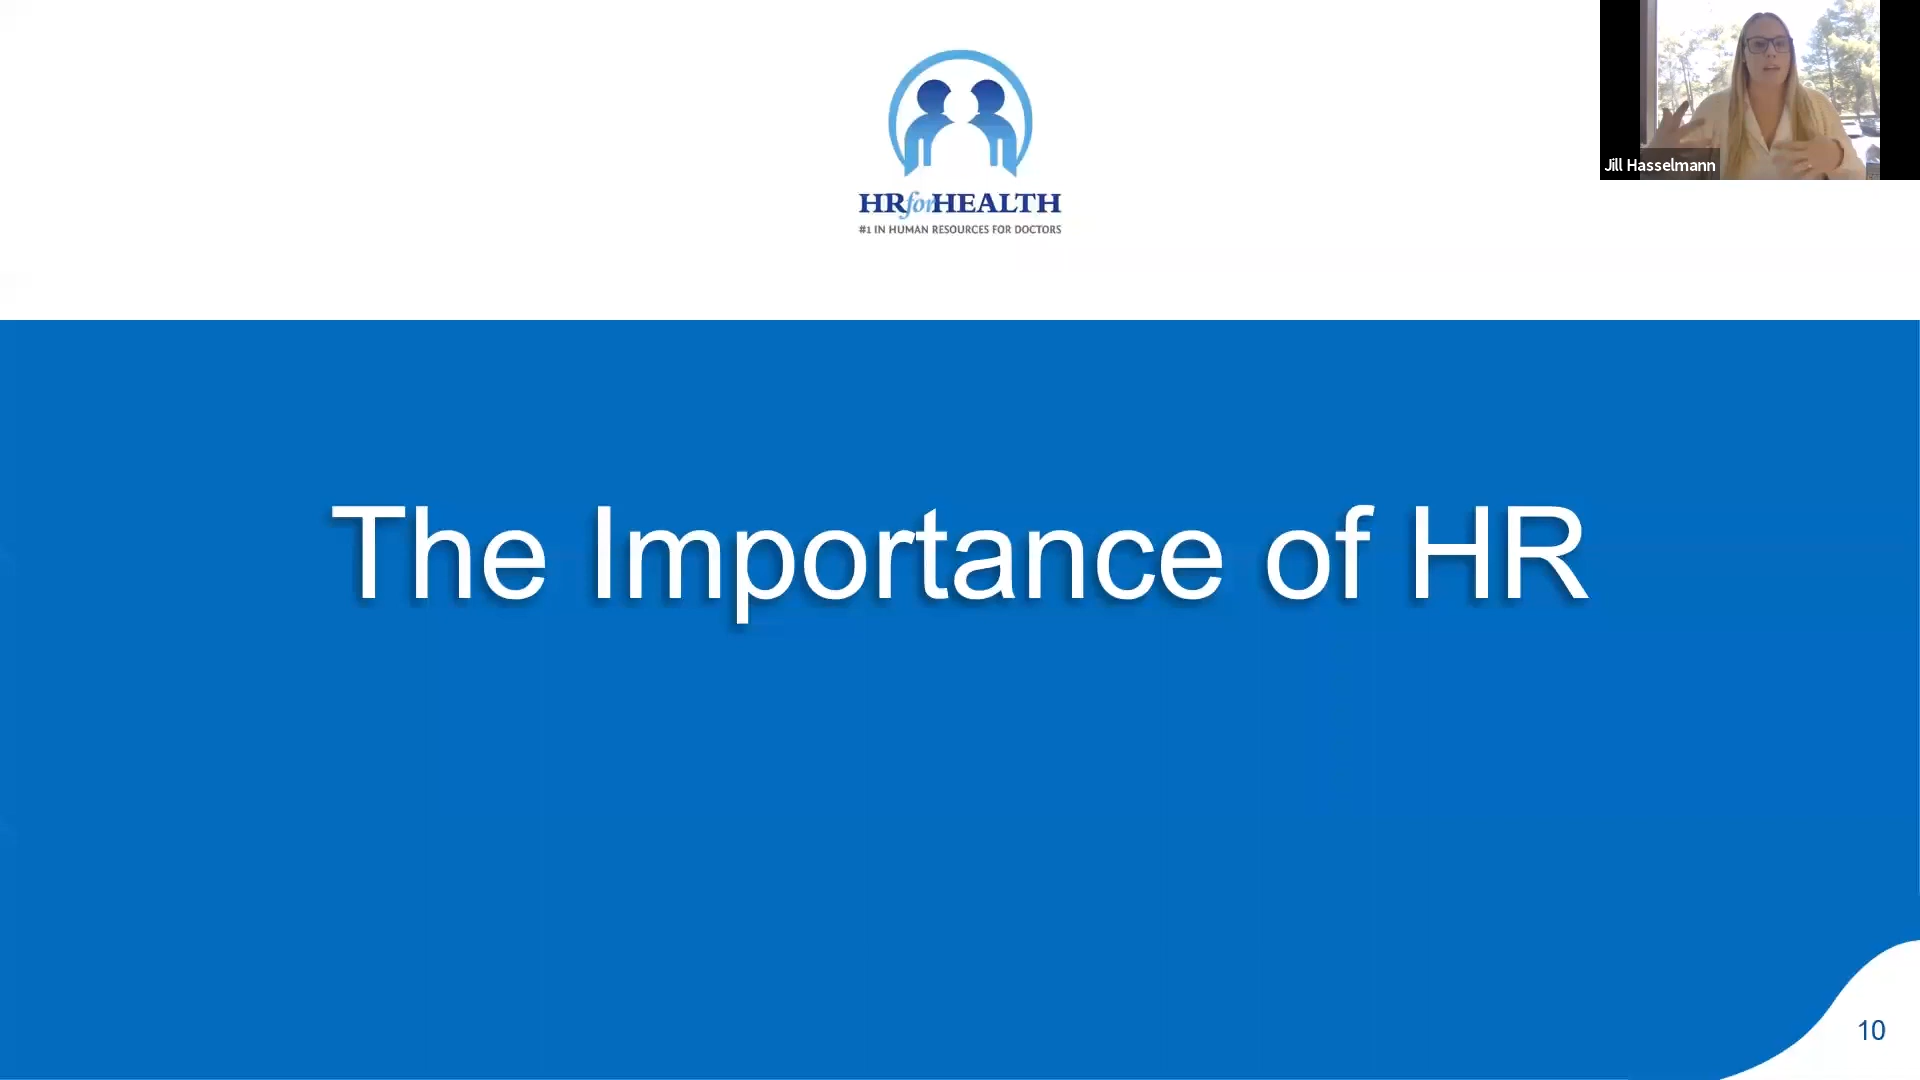 HRforHEALTH
#1 IN HUMAN RESOURCES FOR DOCTORS
Jill Hasselmann
The Importance of HR
10